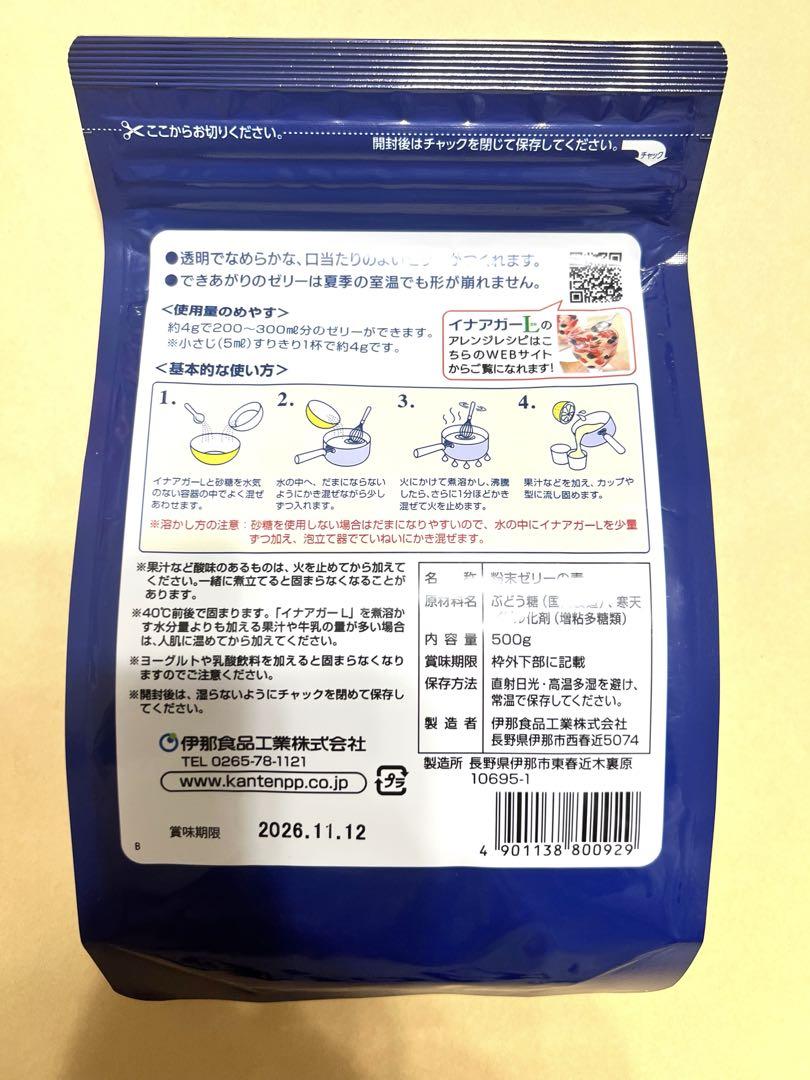 ここからお切りください。
開封後はチャックを閉じて保存してください。
チャック
●透明でなめらかな、口当たりのよい つくれます。
●できあがりのゼリーは夏季の室温でも形が崩れません。
<使用量のめやす>
約4gで200～300㎖分のゼリーができます。
※小さじ(5㎖)すりきり1杯で約4gです。
イナアガーLの
アレンジレシピはこ
ちらのWEBサイト
からご覧になれます!
<基本的な使い方>
1.
2.
3.
4.
イナアガーLと砂糖を水気
のない容器の中でよく混ぜ
あわせます。
水の中へ、だまにならない
ようにかき混ぜながら少し
ずつ入れます。
火にかけて煮溶かし、沸騰
したら、さらに1分ほどかき
混ぜて火を止めます。
果汁などを加え、カップや
型に流し固めます。
※溶かし方の注意:砂糖を使用しない場合はだまになりやすいので、水の中にイナアガーLを少量
ずつ加え、泡立て器でていねいにかき混ぜます。
※果汁など酸味のあるものは、火を止めてから加えて
ください。一緒に煮立てると固まらなくなることが
あります。
※40℃前後で固まります。「イナアガーL」を煮溶か
す水分量よりも加える果汁や牛乳の量が多い場合
は、人肌に温めてから加えてください。
※ヨーグルトや乳酸飲料を加えると固まらなくなり
ますのでご注意ください。
※開封後は、湿らないようにチャックを閉めて保存し
てください。
名称 粉末ゼリーの素
原材料名 ぶどう糖(国 )、寒天
化剤(増粘多糖類)
内容量 500g
賞味期限 枠外下部に記載
保存方法 直射日光・高温多湿を避け、
常温で保存してください。
製造者 伊那食品工業株式会社
長野県伊那市西春近5074
製造所 長野県伊那市東春近木裏原
10695-1
伊那食品工業株式会社
TEL 0265-78-1121
www.kantenpp.co.jp
プラ
賞味期限 2026.11.12
B
4 901138 800929